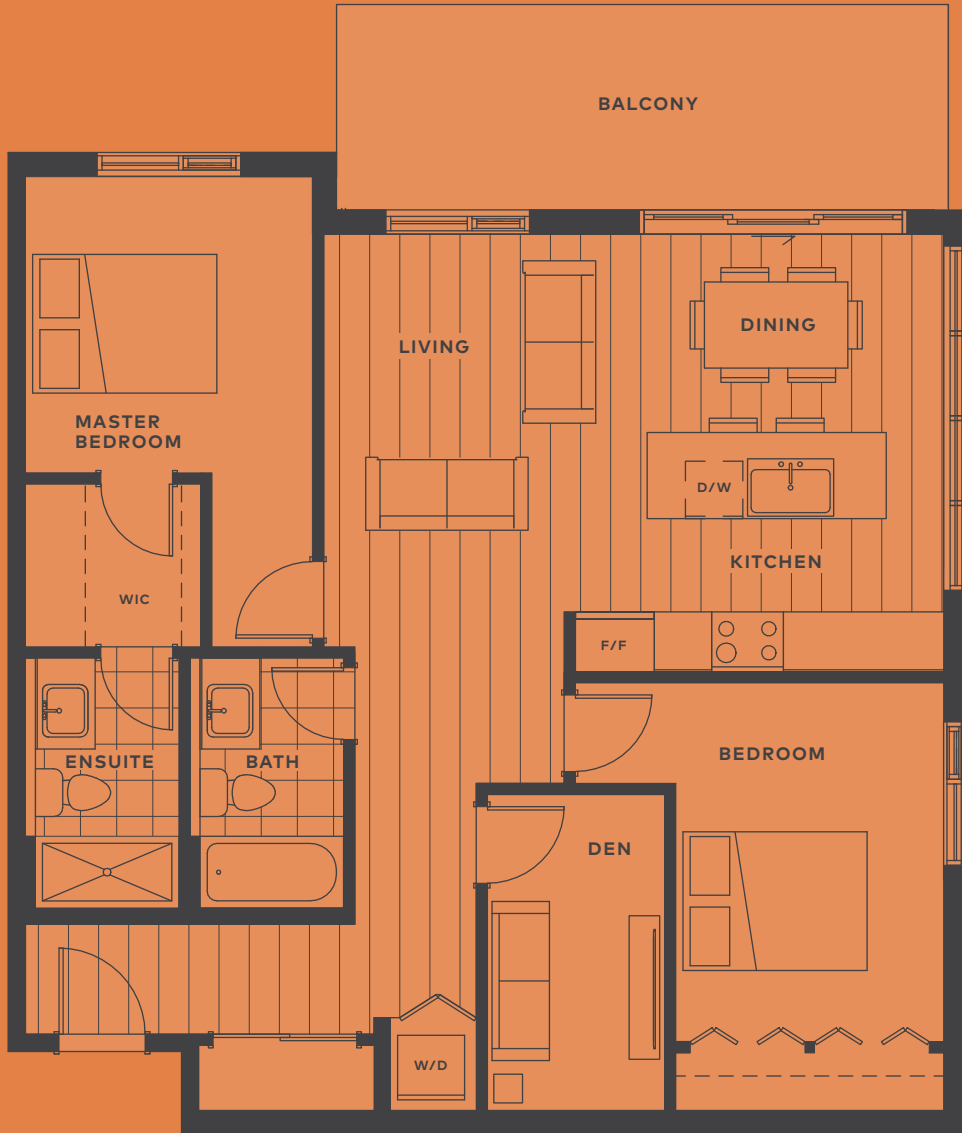 BALCONY
LIVING
DINING
MASTER
BEDROOM
D/W
KITCHEN
WIC
F/F
ENSUITE
BATH
BEDROOM
DEN
W/D